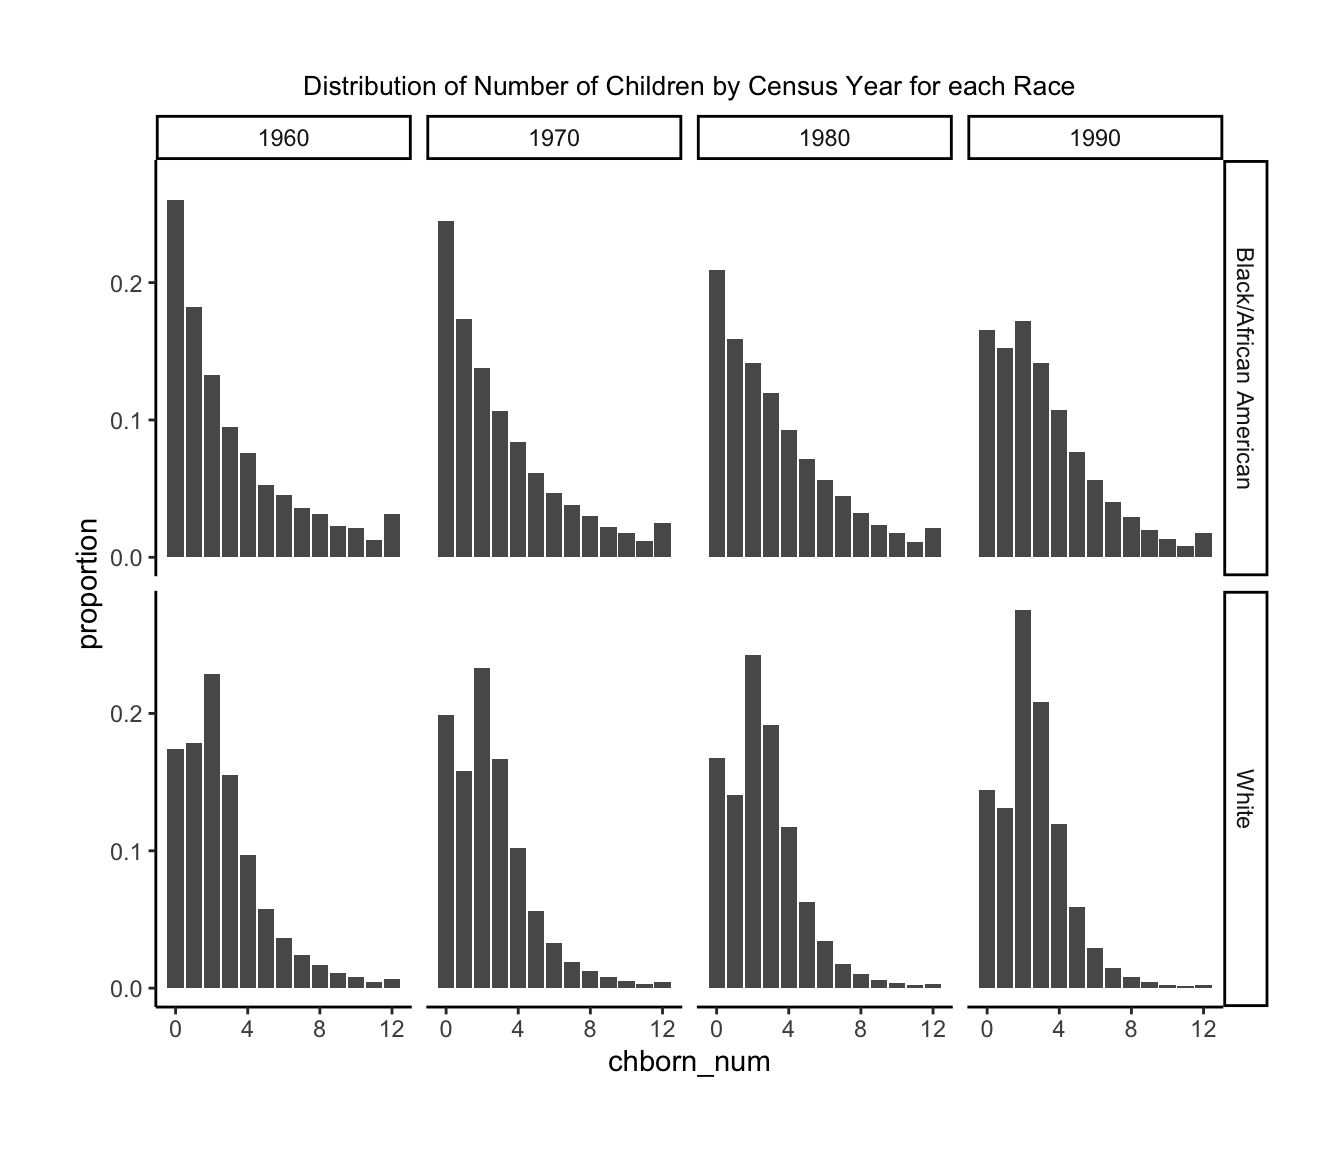 Distribution of Number of Children by Census Year for each Race
1960 1970 1980 1990
0.2
0.1
0.0
Black/African American
proportion
0.2
0.1
0.0
White
0 4 8 12 0 4 8 12 0 4 8 12 0 4 8 12
chborn_num